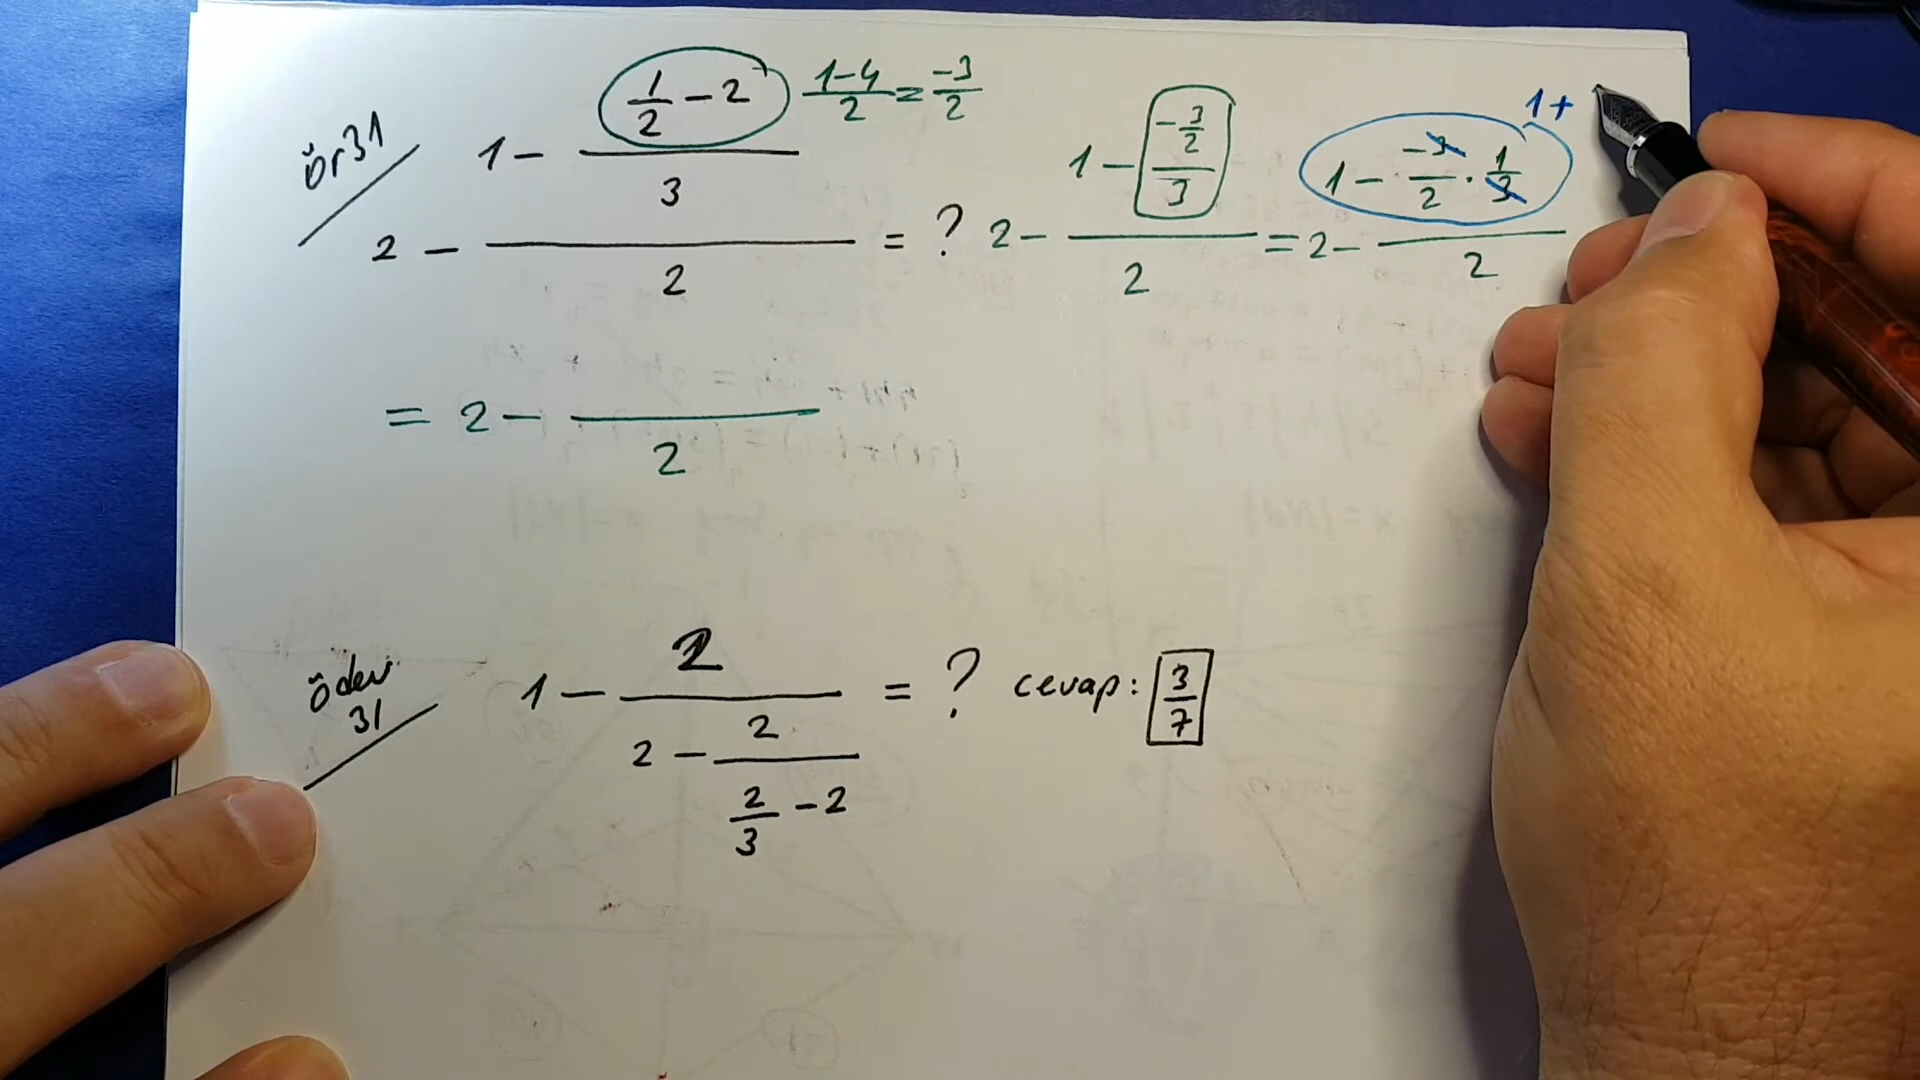 ör31
2 - (1 - (1/2 - 2)/3)/2 = ?
(1-4)/2 = -3/2
2 - (1 - (-3/2)/3)/2 = 2 - (1 - -3/2 · 1/3)/2
1+
= 2 - /2
ödev 31
1 - 2/(2 - 2/(2/3 - 2)) = ? cevap: 3/7